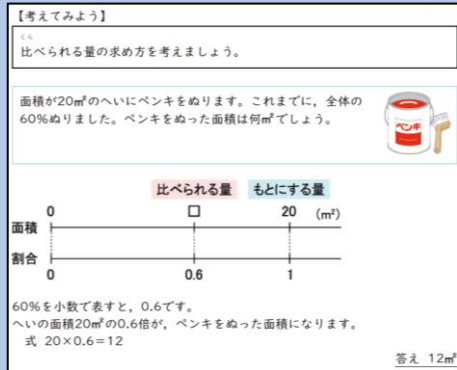 【考えてみよう】
くら
比べられる量の求め方を考えましょう。
面積が20㎡のへいにペンキをぬります。これまでに，全体の
60％ぬりました。ペンキをぬった面積は何㎡でしょう。
ペンキ
比べられる量 もとにする量
0 □ 20 (㎡)
面積
割合
0 0.6 1
60％を小数で表すと，0.6です。
へいの面積20㎡の0.6倍が，ペンキをぬった面積になります。
式 20×0.6＝12
答え 12㎡